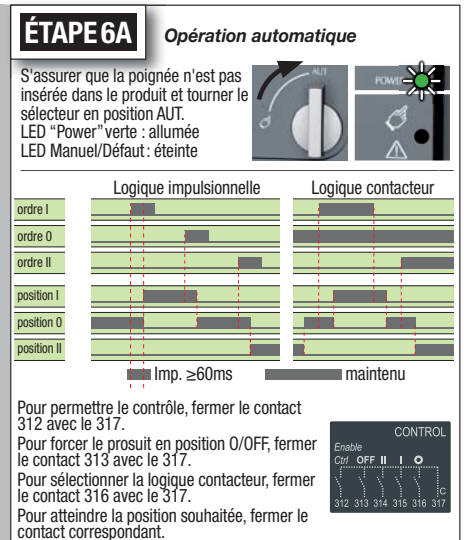 ÉTAPE 6A
Opération automatique
S'assurer que la poignée n'est pas
insérée dans le produit et tourner le
sélecteur en position AUT.
LED “Power” verte : allumée
LED Manuel/Défaut : éteinte
AUT
POWER
Logique impulsionnelle
Logique contacteur
ordre I
ordre 0
ordre II
position I
position 0
position II
Imp. ≥60ms
maintenu
Pour permettre le contrôle, fermer le contact
312 avec le 317.
Pour forcer le prosuit en position O/OFF, fermer
le contact 313 avec le 317.
Pour sélectionner la logique contacteur, fermer
le contact 316 avec le 317.
Pour atteindre la position souhaitée, fermer le
contact correspondant.
CONTROL
Enable
Ctrl OFF II I O
C
312 313 314 315 316 317